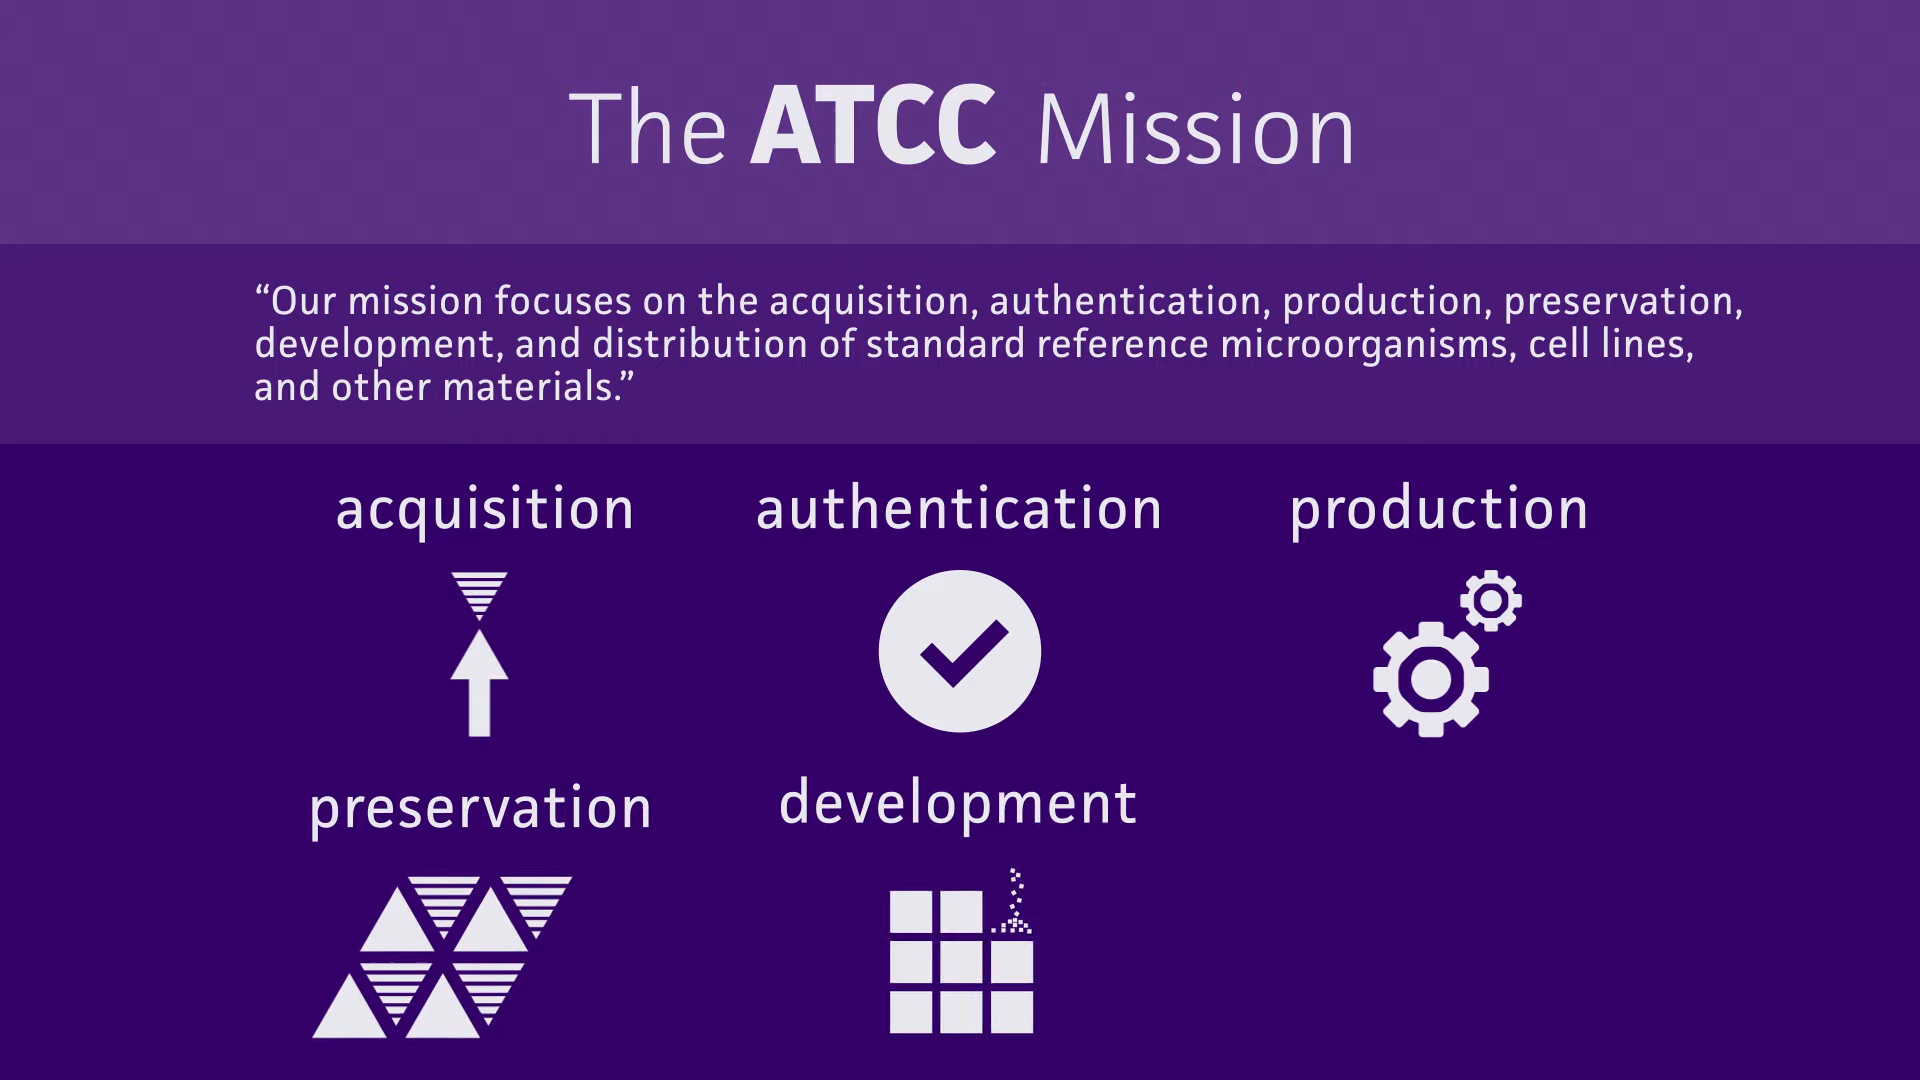 The ATCC Mission
“Our mission focuses on the acquisition, authentication, production, preservation,
development, and distribution of standard reference microorganisms, cell lines,
and other materials.”
acquisition
authentication
production
preservation
development